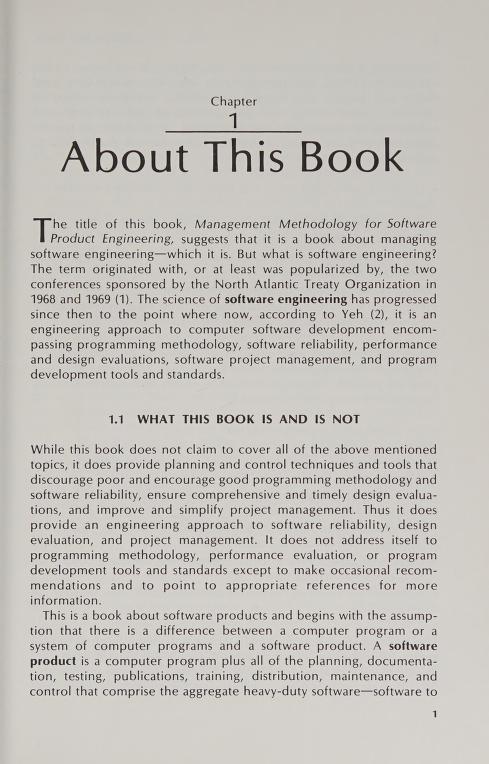 Chapter
1
About This Book
The title of this book, Management Methodology for Software
Product Engineering, suggests that it is a book about managing
software engineering—which it is. But what is software engineering?
The term originated with, or at least was popularized by, the two
conferences sponsored by the North Atlantic Treaty Organization in
1968 and 1969 (1). The science of software engineering has progressed
since then to the point where now, according to Yeh (2), it is an
engineering approach to computer software development encom-
passing programming methodology, software reliability, performance
and design evaluations, software project management, and program
development tools and standards.
1.1 WHAT THIS BOOK IS AND IS NOT
While this book does not claim to cover all of the above mentioned
topics, it does provide planning and control techniques and tools that
discourage poor and encourage good programming methodology and
software reliability, ensure comprehensive and timely design evalua-
tions, and improve and simplify project management. Thus it does
provide an engineering approach to software reliability, design
evaluation, and project management. It does not address itself to
programming methodology, performance evaluation, or program
development tools and standards except to make occasional recom-
mendations and to point to appropriate references for more
information.
This is a book about software products and begins with the assump-
tion that there is a difference between a computer program or a
system of computer programs and a software product. A software
product is a computer program plus all of the planning, documenta-
tion, testing, publications, training, distribution, maintenance, and
control that comprise the aggregate heavy-duty software—software to
1